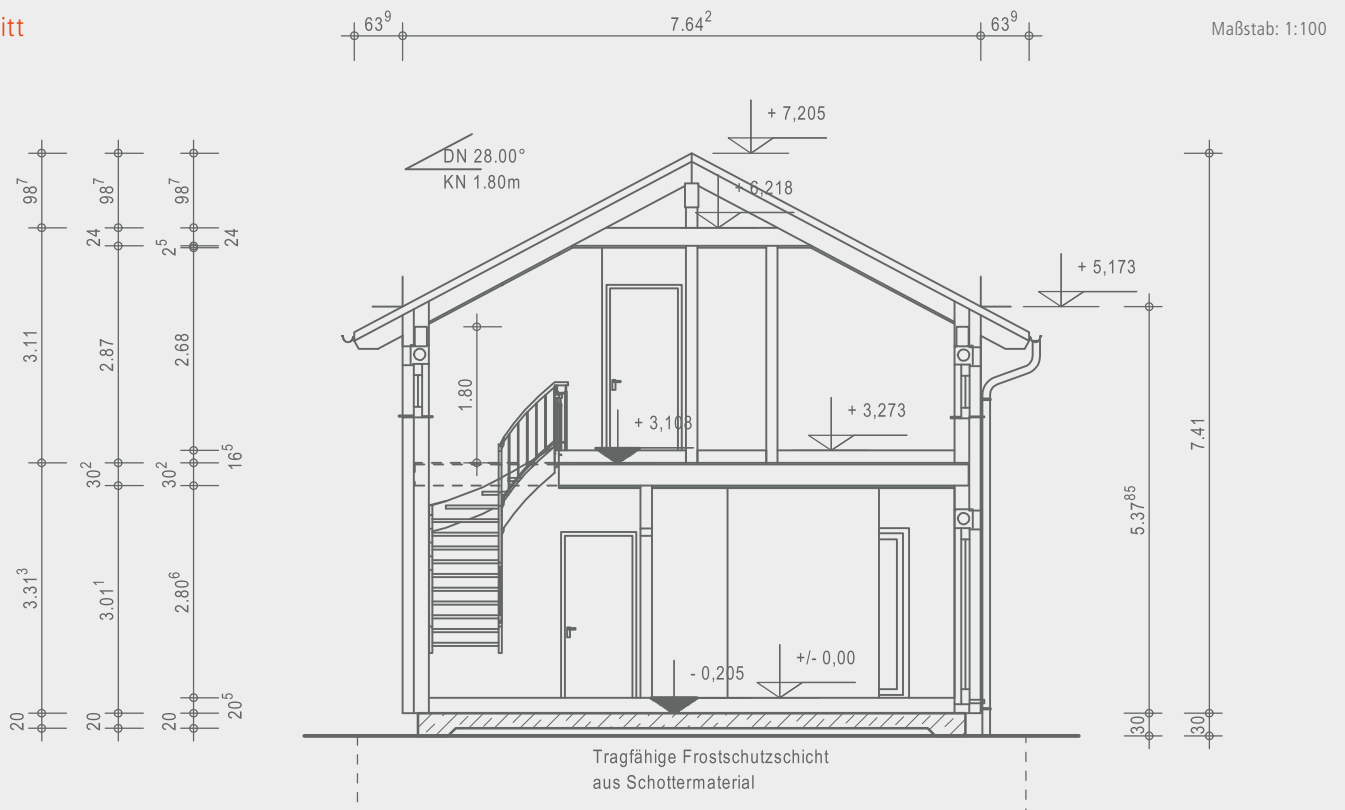 itt
63⁹ 7.64² 63⁹
Maßstab: 1:100
+ 7,205
DN 28.00°
KN 1.80m
+ 6,218
+ 5,173
98⁷ 98⁷ 98⁷
24 2⁵ 24
3.11 2.87 2.68
1.80
+ 3,108
+ 3,273
7.41
16⁵
30² 30²
5.37⁸⁵
3.31³ 3.01¹ 2.80⁶
+/- 0,00
- 0,205
20⁵
20 20 20
30 30
Tragfähige Frostschutzschicht
aus Schottermaterial